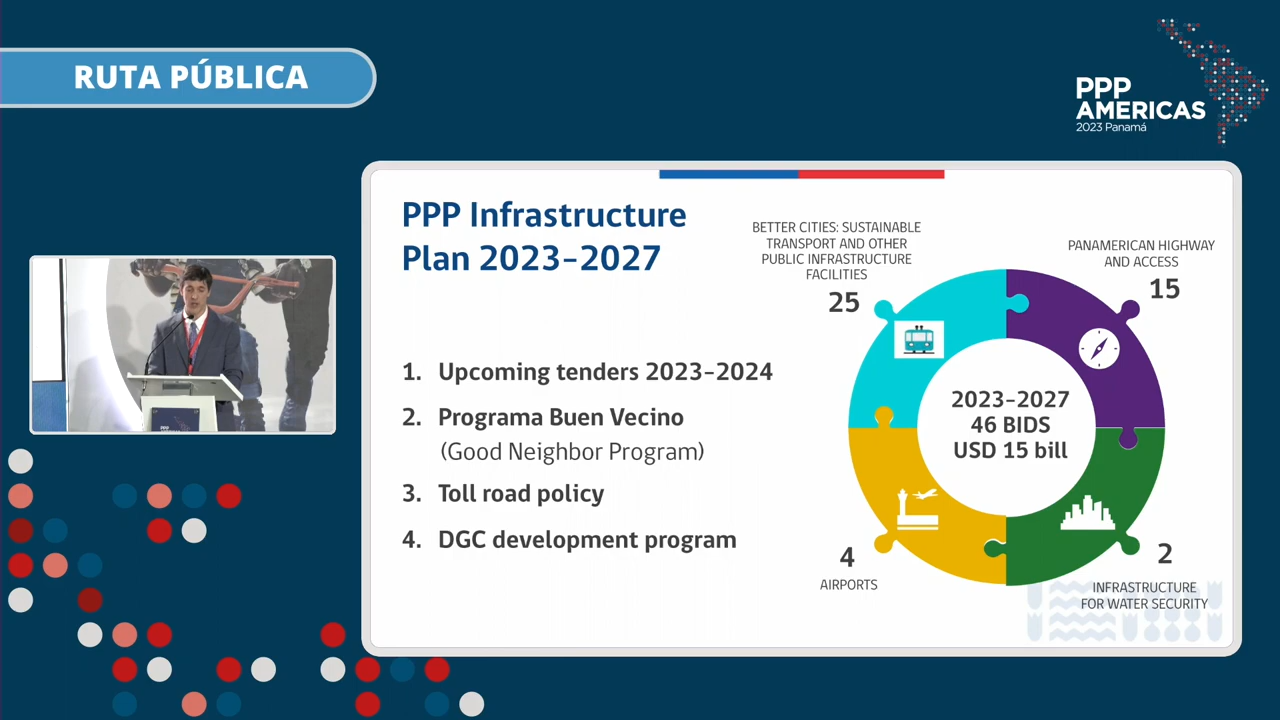 RUTA PÚBLICA
PPP
AMERICAS
2023 Panamá
PPP Infrastructure
Plan 2023–2027
1. Upcoming tenders 2023–2024
2. Programa Buen Vecino
(Good Neighbor Program)
3. Toll road policy
4. DGC development program
BETTER CITIES: SUSTAINABLE
TRANSPORT AND OTHER
PUBLIC INFRASTRUCTURE
FACILITIES
25
PANAMERICAN HIGHWAY
AND ACCESS
15
2023–2027
46 BIDS
USD 15 bill
4
AIRPORTS
2
INFRASTRUCTURE
FOR WATER SECURITY